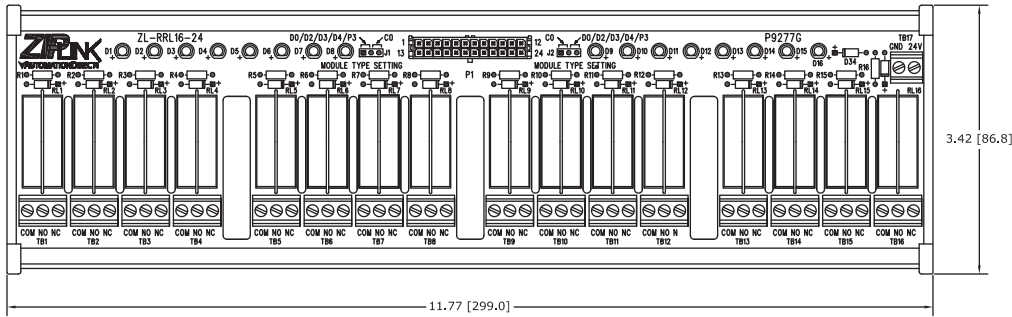 ZIPLINK
AUTOMATIONDIRECT
ZL-RRL16-24
P9277G
D1 D2 D3 D4 D5 D6 D7 D8
D0/D2/D3/D4/P3 CO
J1
MODULE TYPE SETTING
1 12
13 24
P1
CO D0/D2/D3/D4/P3
J2
MODULE TYPE SETTING
D9 D10 D11 D12 D13 D14 D15 D16
D34
R16
TB17
GND 24V
R1 R2 R3 R4 R5 R6 R7 R8 R9 R10 R11 R12 R13 R14 R15
RL1 RL2 RL3 RL4 RL5 RL6 RL7 RL8 RL9 RL10 RL11 RL12 RL13 RL14 RL15 RL16
COM NO NC COM NO NC COM NO NC COM NO NC COM NO NC COM NO NC COM NO NC COM NO NC COM NO NC COM NO NC COM NO NC COM NO NC COM NO NC COM NO NC COM NO NC COM NO NC
TB1 TB2 TB3 TB4 TB5 TB6 TB7 TB8 TB9 TB10 TB11 TB12 TB13 TB14 TB15 TB16
3.42 [86.8]
11.77 [299.0]